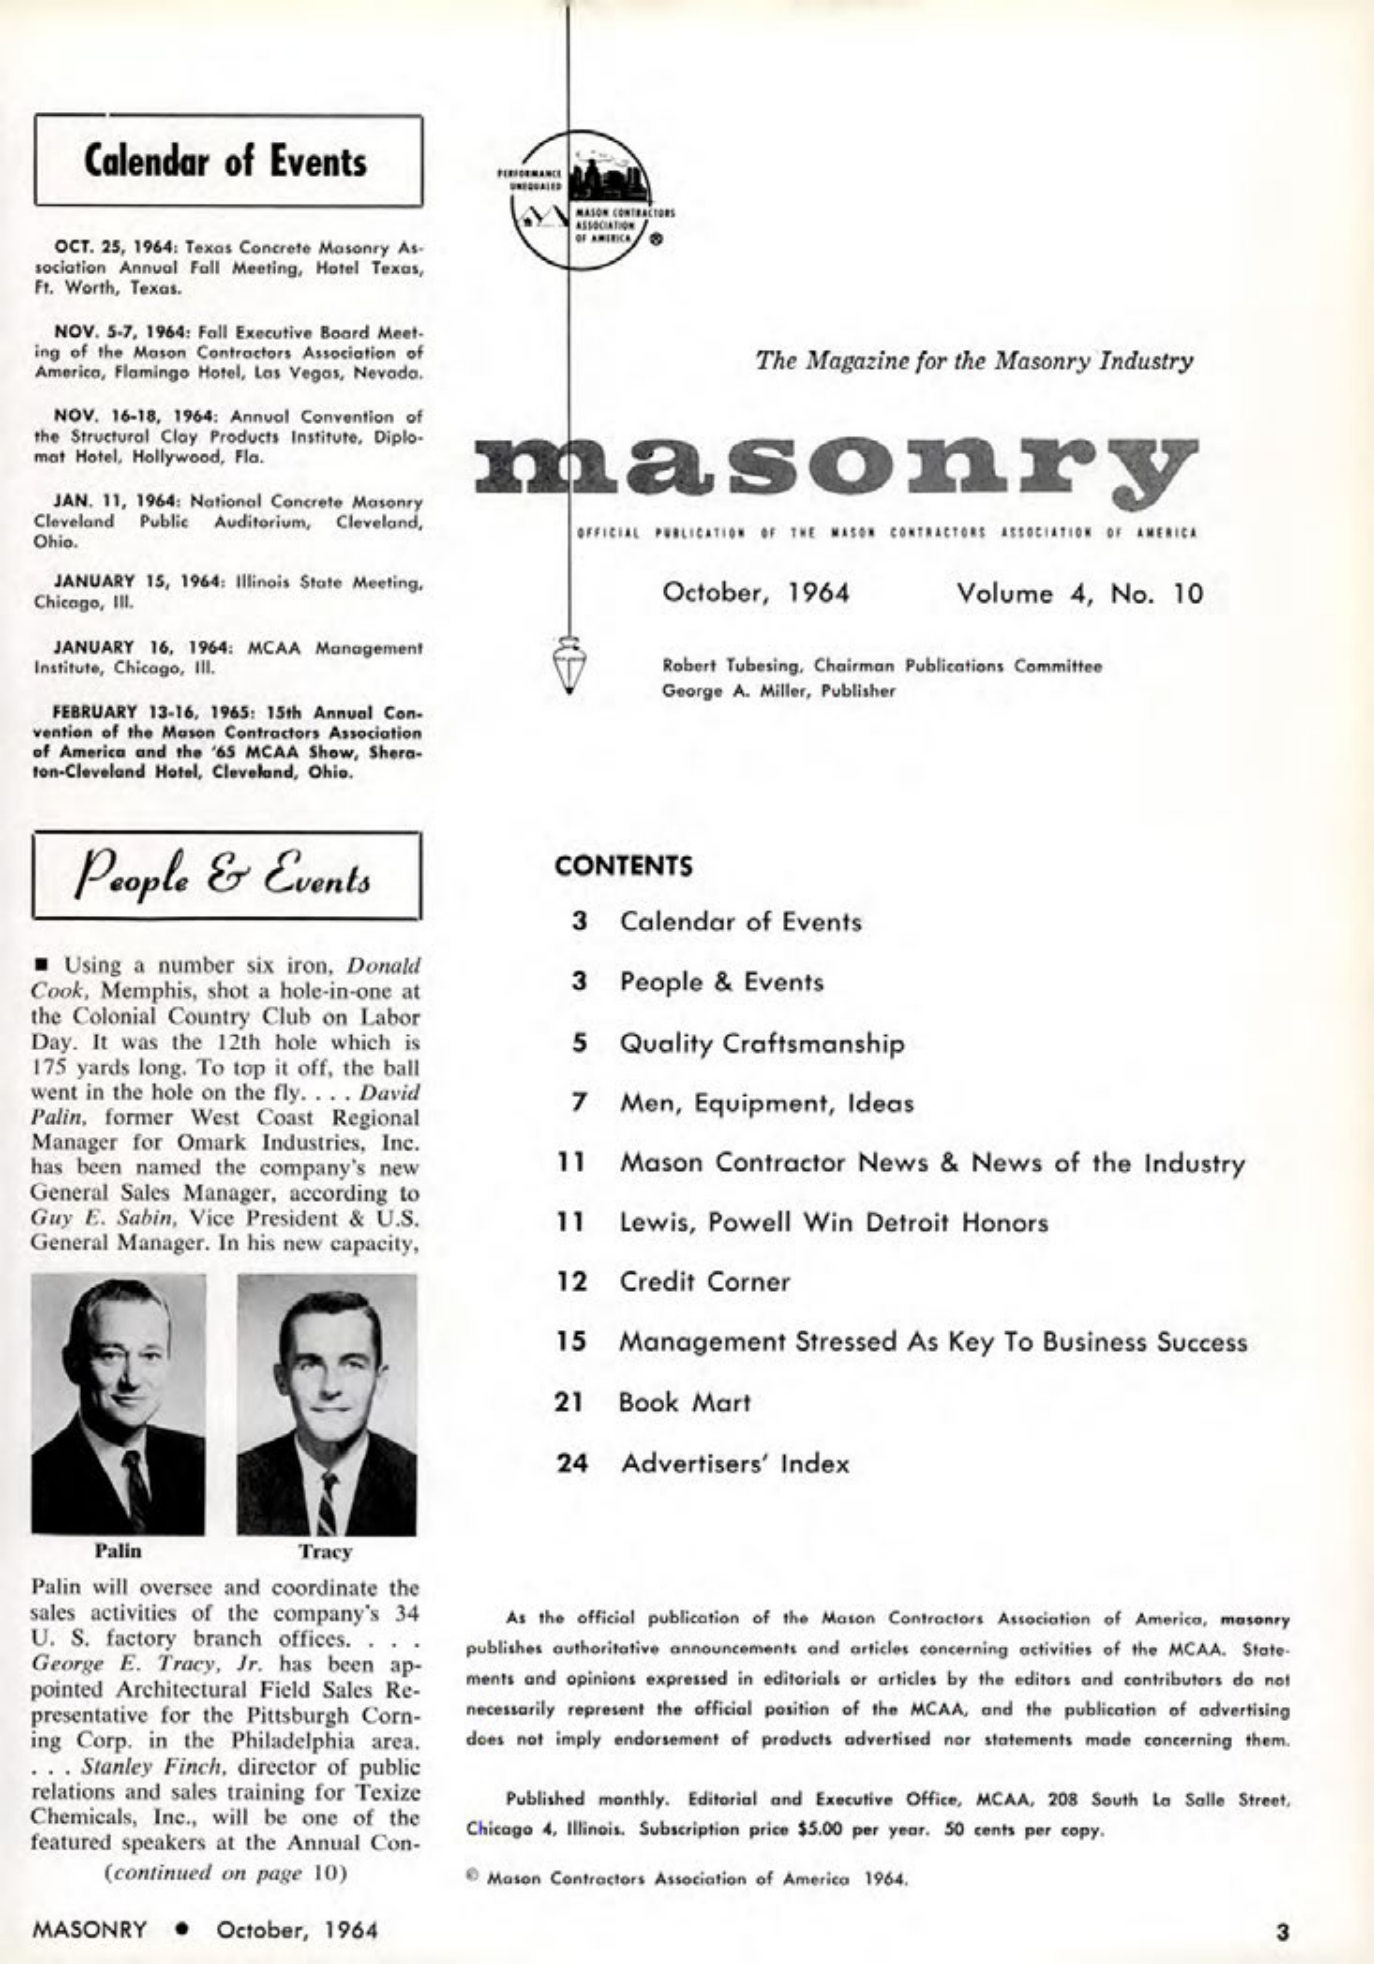 Calendar of Events
OCT. 25, 1964: Texas Concrete Masonry As-
sociation Annual Fall Meeting, Hotel Texas,
Ft. Worth, Texas.
NOV. 5-7, 1964: Fall Executive Board Meet-
ing of the Mason Contractors Association of
America, Flamingo Hotel, Las Vegas, Nevada.
NOV. 16-18, 1964: Annual Convention of
the Structural Clay Products Institute, Diplo-
mat Hotel, Hollywood, Fla.
JAN. 11, 1964: National Concrete Masonry
Cleveland Public Auditorium, Cleveland,
Ohio.
JANUARY 15, 1964: Illinois State Meeting,
Chicago, Ill.
JANUARY 16, 1964: MCAA Management
Institute, Chicago, Ill.
FEBRUARY 13-16, 1965: 15th Annual Con-
vention of the Mason Contractors Association
of America and the '65 MCAA Show, Shera-
ton-Cleveland Hotel, Cleveland, Ohio.
People & Events
■ Using a number six iron, Donald
Cook, Memphis, shot a hole-in-one at
the Colonial Country Club on Labor
Day. It was the 12th hole which is
175 yards long. To top it off, the ball
went in the hole on the fly. . . . David
Palin, former West Coast Regional
Manager for Omark Industries, Inc.
has been named the company's new
General Sales Manager, according to
Guy E. Sabin, Vice President & U.S.
General Manager. In his new capacity,
Palin Tracy
Palin will oversee and coordinate the
sales activities of the company's 34
U. S. factory branch offices. . . .
George E. Tracy, Jr. has been ap-
pointed Architectural Field Sales Re-
presentative for the Pittsburgh Corn-
ing Corp. in the Philadelphia area.
. . . Stanley Finch, director of public
relations and sales training for Texize
Chemicals, Inc., will be one of the
featured speakers at the Annual Con-
(continued on page 10)
PERFORMANCE
UNEQUALED
MASON CONTRACTORS
ASSOCIATION
OF AMERICA ®
The Magazine for the Masonry Industry
masonry
OFFICIAL PUBLICATION OF THE MASON CONTRACTORS ASSOCIATION OF AMERICA
October, 1964 Volume 4, No. 10
Robert Tubesing, Chairman Publications Committee
George A. Miller, Publisher
CONTENTS
3 Calendar of Events
3 People & Events
5 Quality Craftsmanship
7 Men, Equipment, Ideas
11 Mason Contractor News & News of the Industry
11 Lewis, Powell Win Detroit Honors
12 Credit Corner
15 Management Stressed As Key To Business Success
21 Book Mart
24 Advertisers' Index
As the official publication of the Mason Contractors Association of America, masonry
publishes authoritative announcements and articles concerning activities of the MCAA. State-
ments and opinions expressed in editorials or articles by the editors and contributors do not
necessarily represent the official position of the MCAA, and the publication of advertising
does not imply endorsement of products advertised nor statements made concerning them.
Published monthly. Editorial and Executive Office, MCAA, 208 South La Salle Street,
Chicago 4, Illinois. Subscription price $5.00 per year. 50 cents per copy.
© Mason Contractors Association of America 1964.
MASONRY ● October, 1964 3